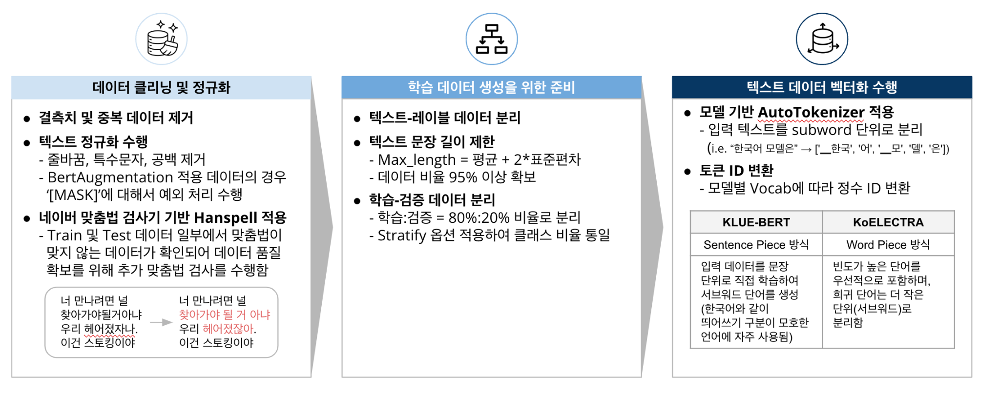 데이터 클리닝 및 정규화
● 결측치 및 중복 데이터 제거
● 텍스트 정규화 수행
- 줄바꿈, 특수문자, 공백 제거
- BertAugmentation 적용 데이터의 경우
‘[MASK]’에 대해서 예외 처리 수행
● 네이버 맞춤법 검사기 기반 Hanspell 적용
- Train 및 Test 데이터 일부에서 맞춤법이
맞지 않는 데이터가 확인되어 데이터 품질
확보를 위해 추가 맞춤법 검사를 수행함
너 만나려면 널
찾아가야될거아냐
우리 헤어졌자나.
이건 스토킹이야
너 만나려면 널
찾아가야 될 거 아냐
우리 헤어졌잖아.
이건 스토킹이야
학습 데이터 생성을 위한 준비
● 텍스트-레이블 데이터 분리
● 텍스트 문장 길이 제한
- Max_length = 평균 + 2*표준편차
- 데이터 비율 95% 이상 확보
● 학습-검증 데이터 분리
- 학습:검증 = 80%:20% 비율로 분리
- Stratify 옵션 적용하여 클래스 비율 통일
텍스트 데이터 벡터화 수행
● 모델 기반 AutoTokenizer 적용
- 입력 텍스트를 subword 단위로 분리
(i.e. “한국어 모델은” → ['▁한국', '어', '▁모', '델', '은'])
● 토큰 ID 변환
- 모델별 Vocab에 따라 정수 ID 변환
KLUE-BERT
KoELECTRA
Sentence Piece 방식
Word Piece 방식
입력 데이터를 문장
단위로 직접 학습하여
서브워드 단어를 생성
(한국어와 같이
띄어쓰기 구분이 모호한
언어에 자주 사용됨)
빈도가 높은 단어를
우선적으로 포함하며,
희귀 단어는 더 작은
단위(서브워드)로
분리함